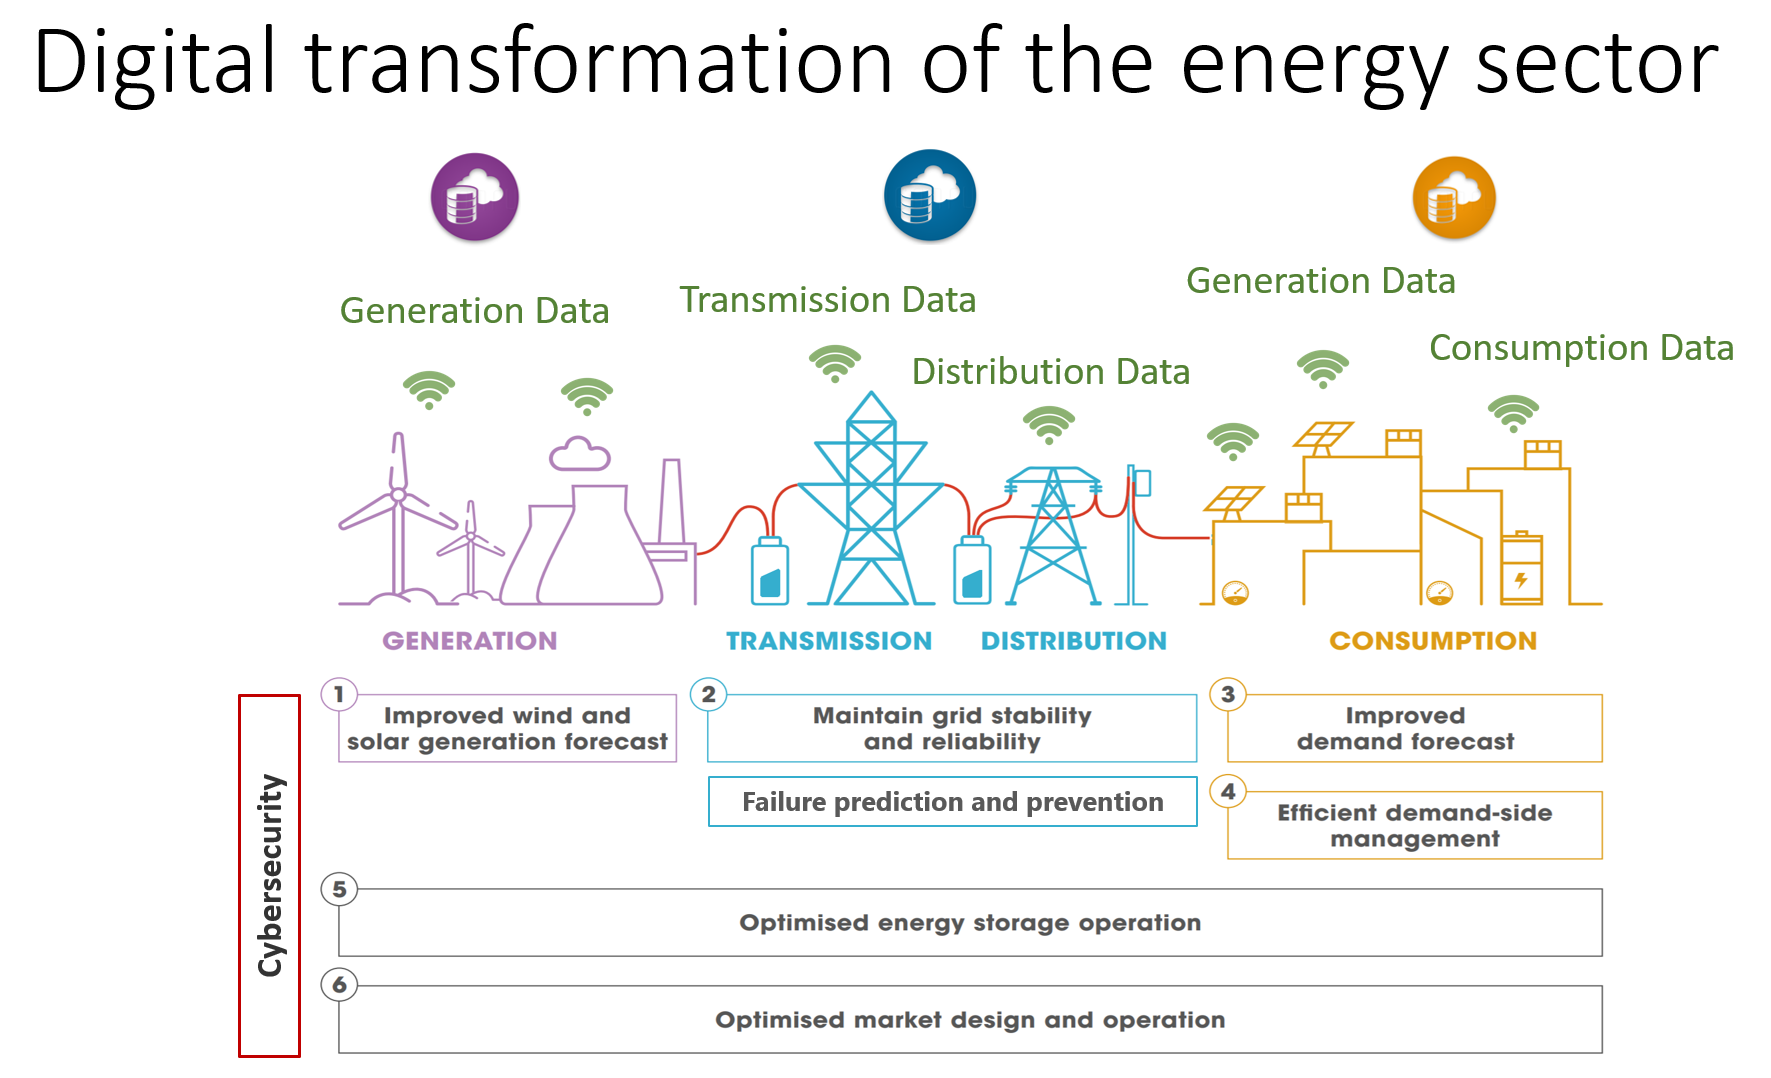 Digital transformation of the energy sector
Generation Data
Transmission Data
Distribution Data
Generation Data
Consumption Data
GENERATION
TRANSMISSION
DISTRIBUTION
CONSUMPTION
Cybersecurity
1
Improved wind and
solar generation forecast
2
Maintain grid stability
and reliability
Failure prediction and prevention
3
Improved
demand forecast
4
Efficient demand-side
management
5
Optimised energy storage operation
6
Optimised market design and operation